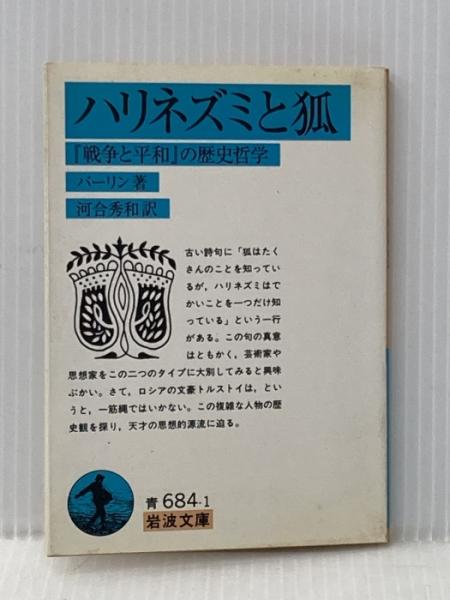 ハリネズミと狐
『戦争と平和』の歴史哲学
バーリン著
河合秀和訳
古い詩句に「狐はたく
さんのことを知ってい
るが，ハリネズミはで
かいことを一つだけ知
っている」という一行
がある。この句の真意
はともかく，芸術家や
思想家をこの二つのタイプに大別してみると興味
ぶかい。さて，ロシアの文豪トルストイは，とい
うと，一筋縄ではいかない。この複雑な人物の歴
史観を探り，天才の思想的源流に迫る。
青 684-1
岩波文庫